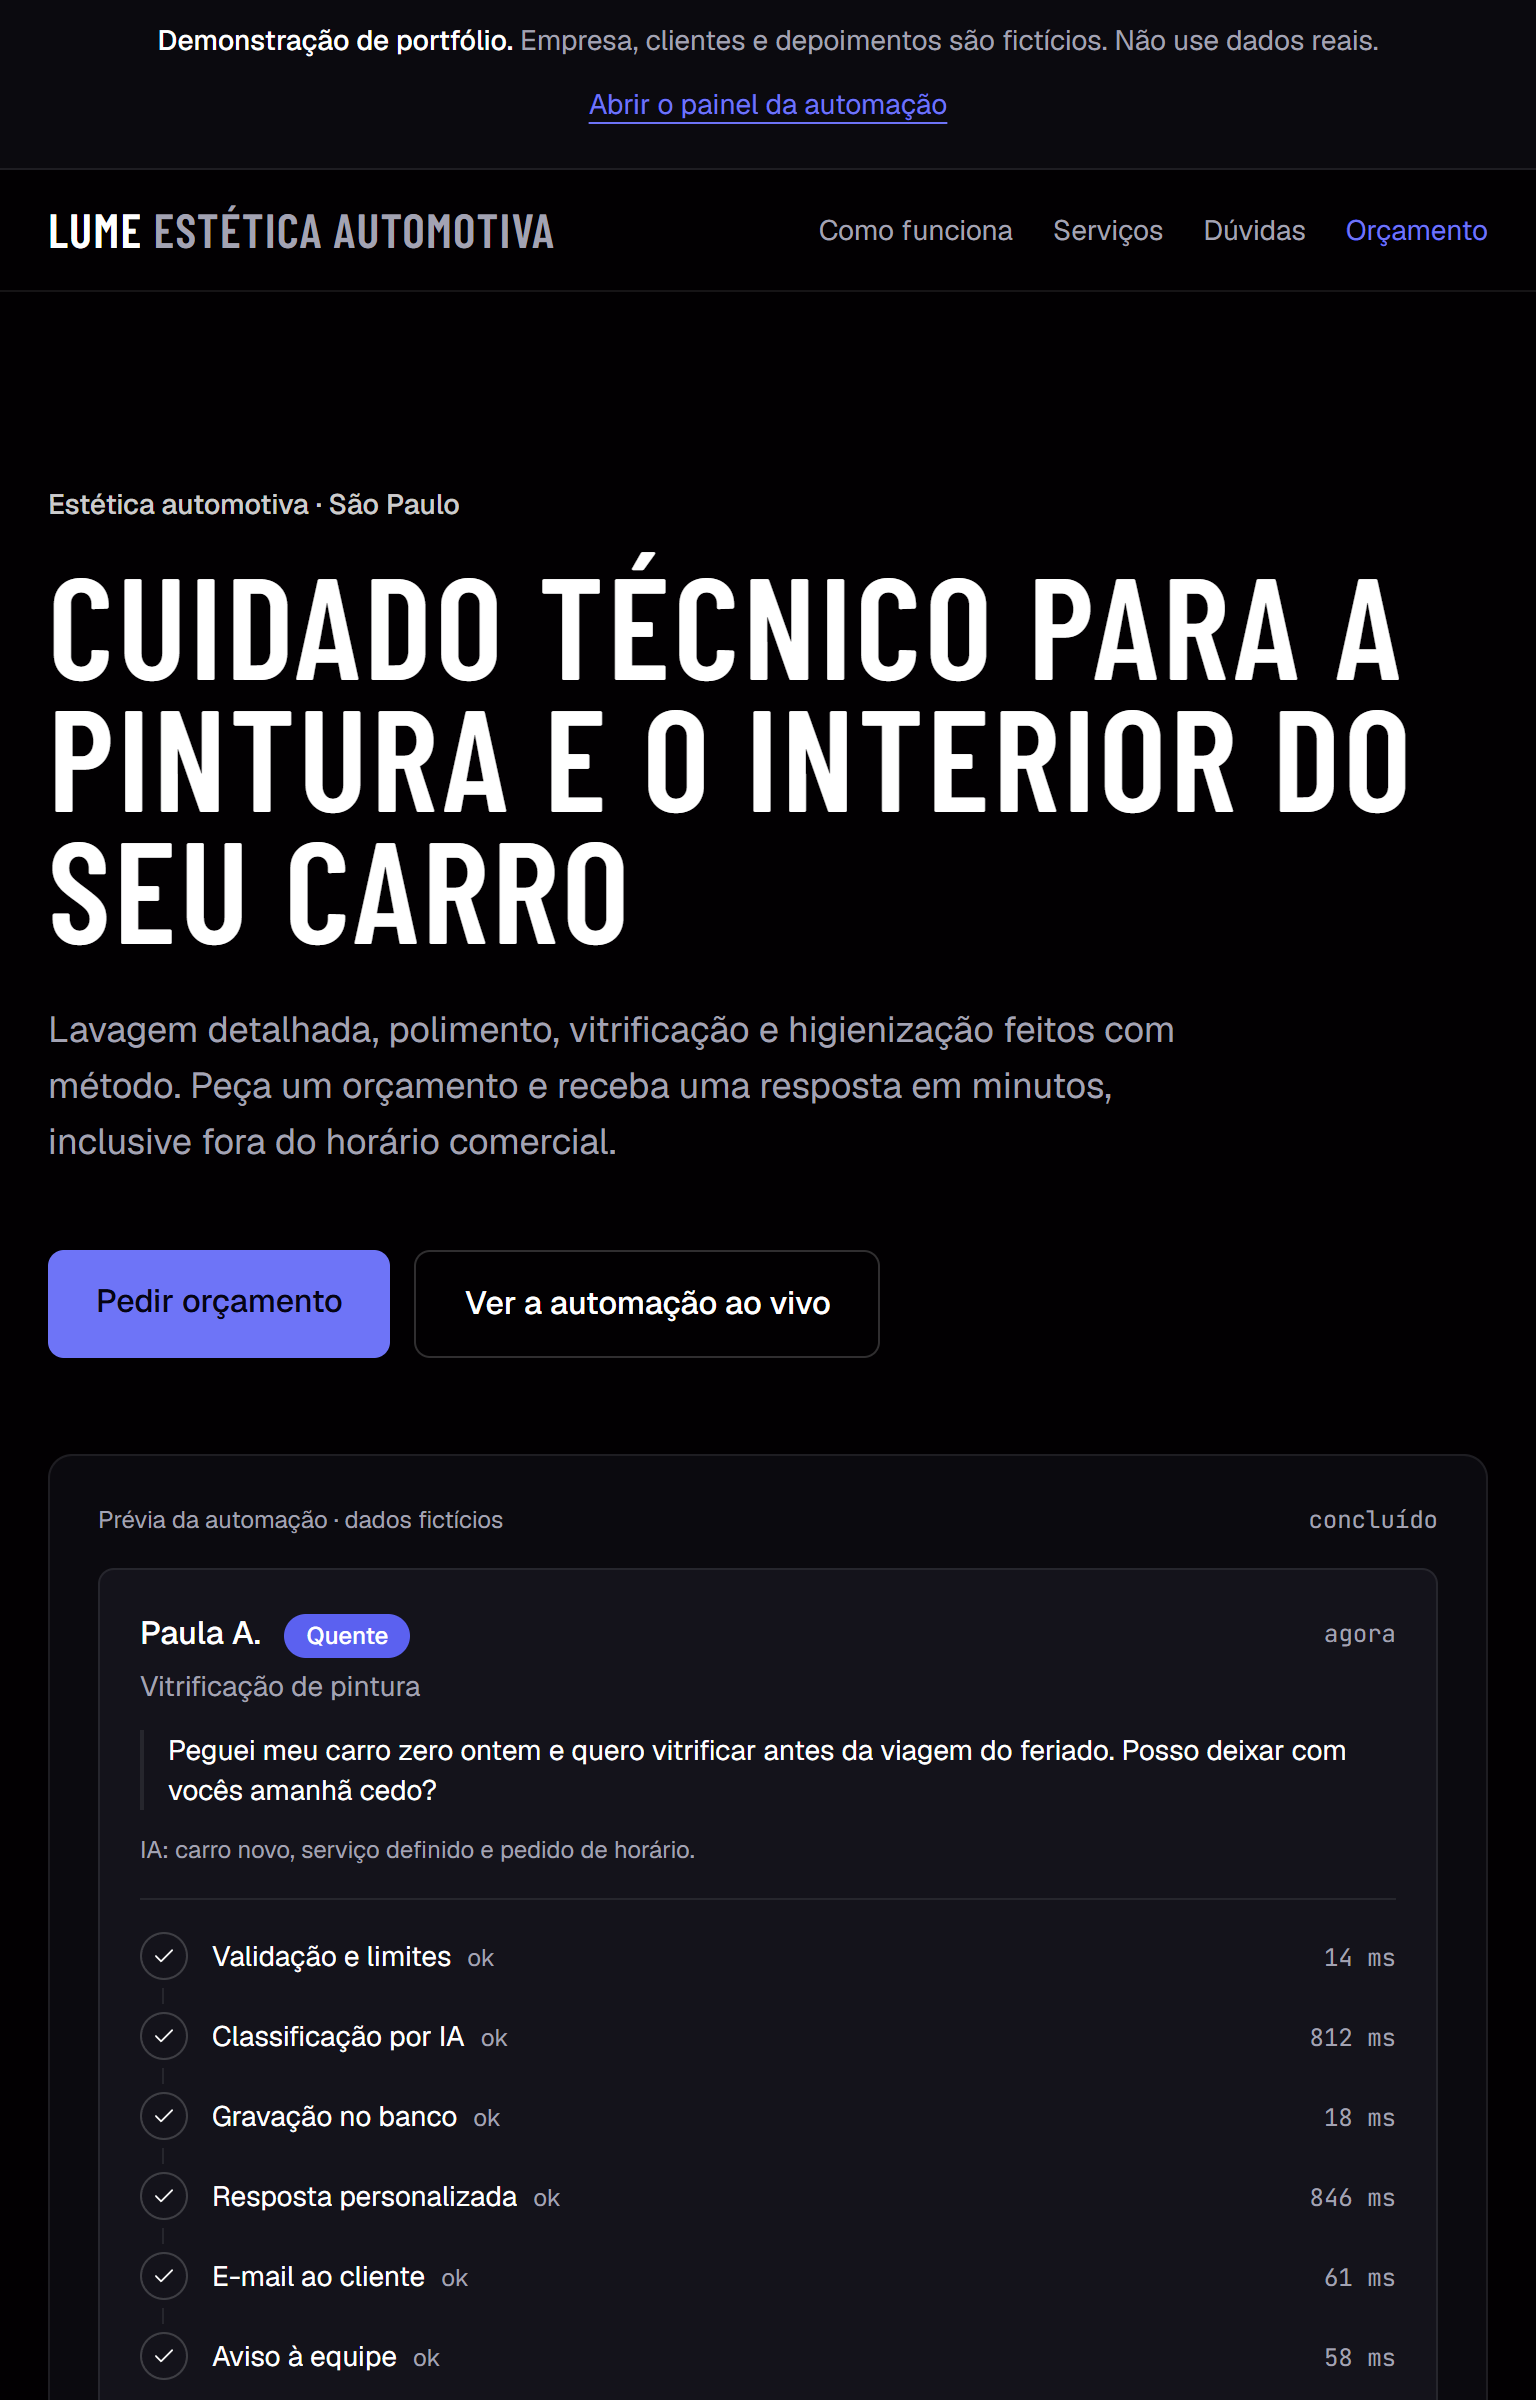 Demonstração de portfólio. Empresa, clientes e depoimentos são fictícios. Não use dados reais.
Abrir o painel da automação
LUME ESTÉTICA AUTOMOTIVA
Como funciona
Serviços
Dúvidas
Orçamento
Estética automotiva · São Paulo
CUIDADO TÉCNICO PARA A
PINTURA E O INTERIOR DO
SEU CARRO
Lavagem detalhada, polimento, vitrificação e higienização feitos com
método. Peça um orçamento e receba uma resposta em minutos,
inclusive fora do horário comercial.
Pedir orçamento
Ver a automação ao vivo
Prévia da automação · dados fictícios
concluído
Paula A.
Quente
agora
Vitrificação de pintura
Peguei meu carro zero ontem e quero vitrificar antes da viagem do feriado. Posso deixar com
vocês amanhã cedo?
IA: carro novo, serviço definido e pedido de horário.
Validação e limites ok 14 ms
Classificação por IA ok 812 ms
Gravação no banco ok 18 ms
Resposta personalizada ok 846 ms
E-mail ao cliente ok 61 ms
Aviso à equipe ok 58 ms